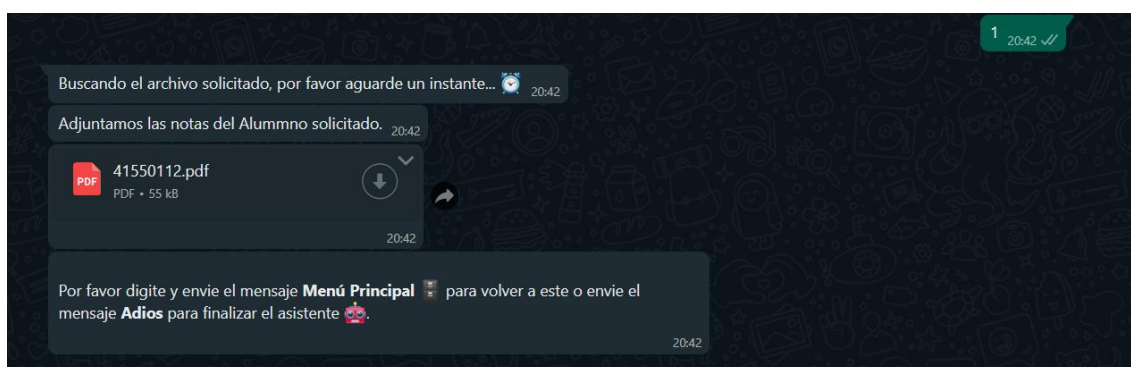 1 20:42
Buscando el archivo solicitado, por favor aguarde un instante... 20:42
Adjuntamos las notas del Alummno solicitado. 20:42
PDF
41550112.pdf
PDF • 55 kB
20:42
Por favor digite y envie el mensaje Menú Principal para volver a este o envie el
mensaje Adios para finalizar el asistente .
20:42